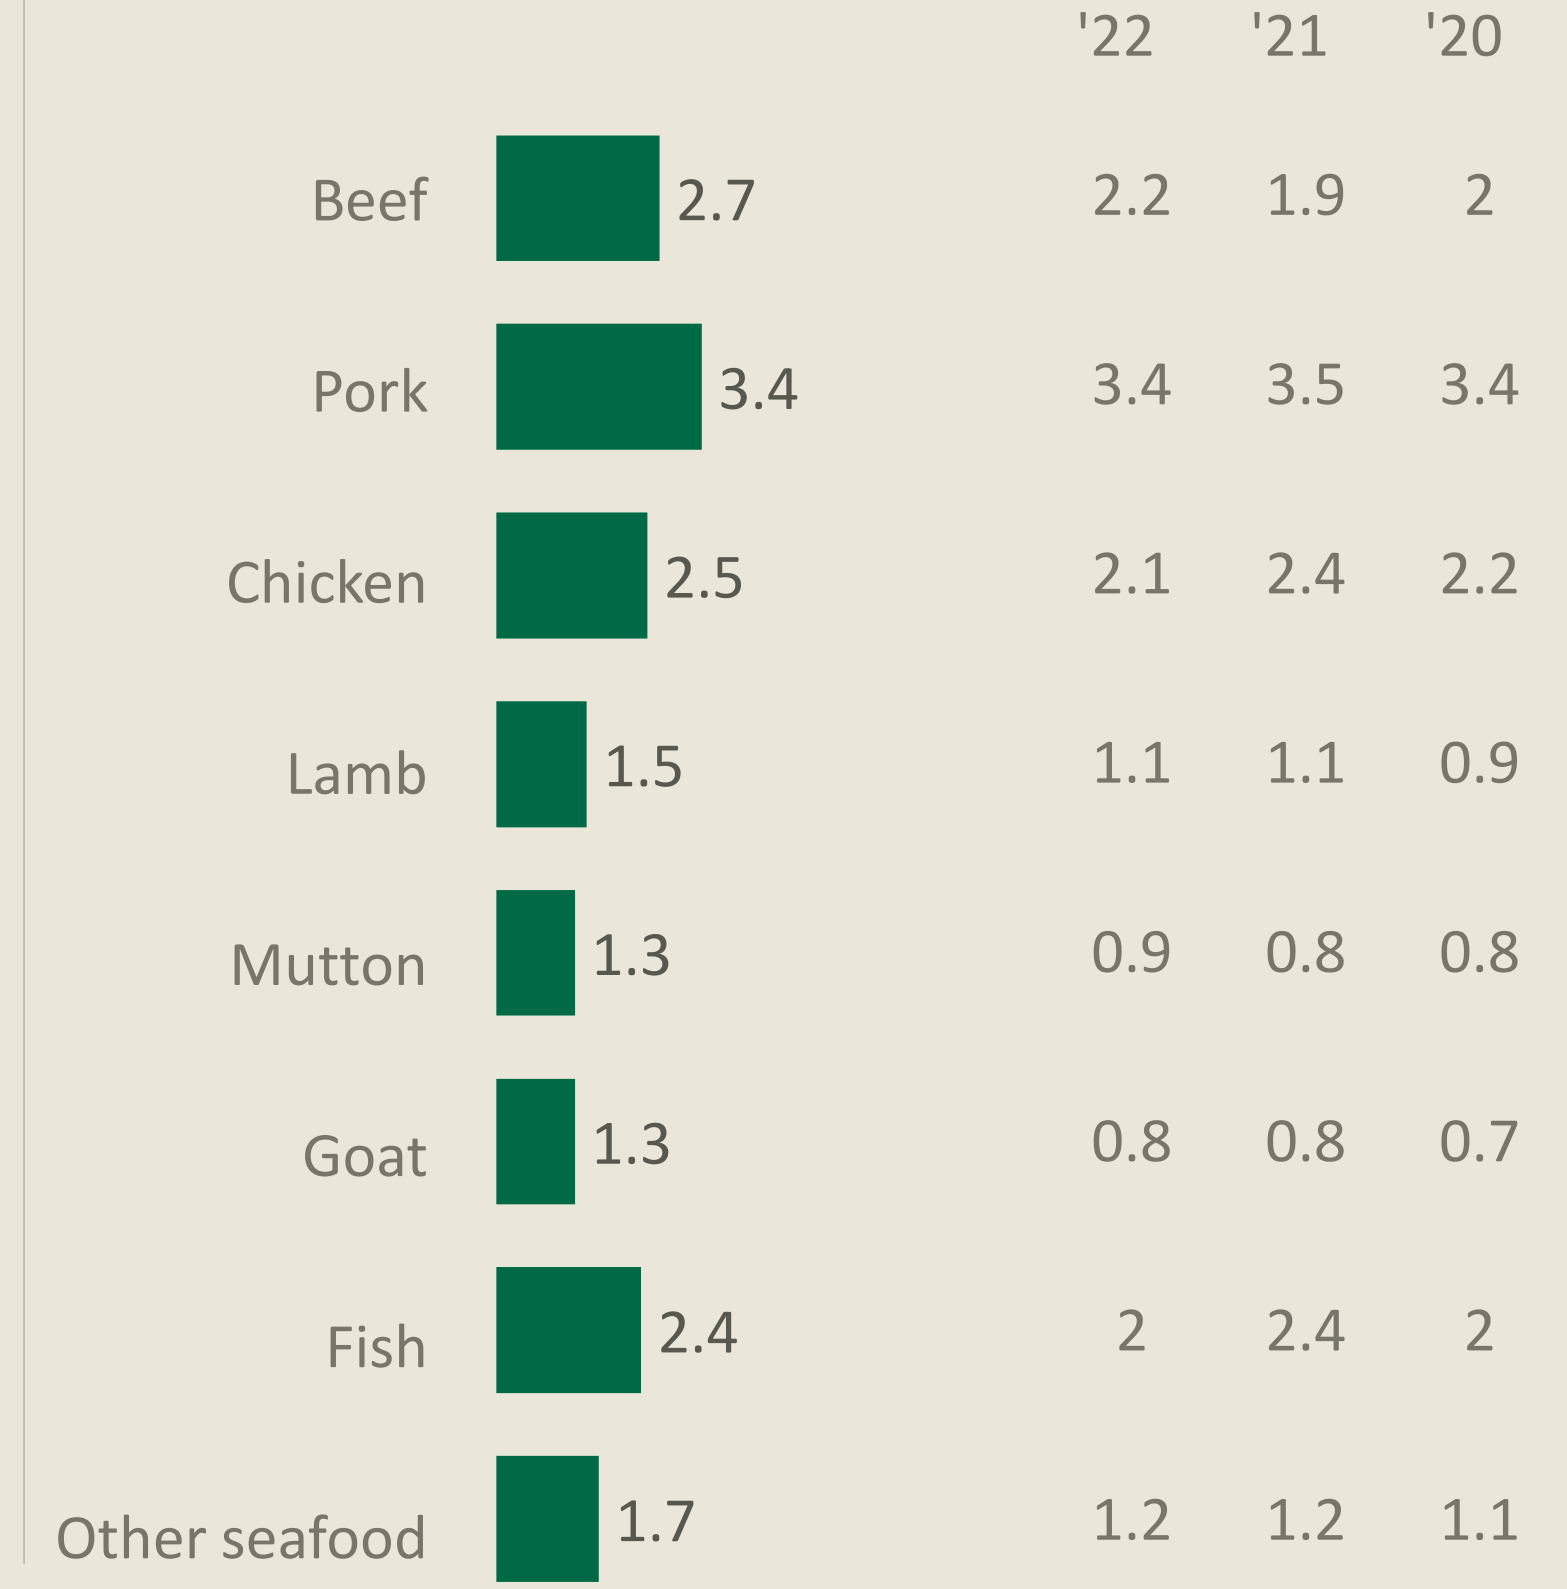 '22 '21 '20
Beef 2.7 2.2 1.9 2
Pork 3.4 3.4 3.5 3.4
Chicken 2.5 2.1 2.4 2.2
Lamb 1.5 1.1 1.1 0.9
Mutton 1.3 0.9 0.8 0.8
Goat 1.3 0.8 0.8 0.7
Fish 2.4 2 2.4 2
Other seafood 1.7 1.2 1.2 1.1